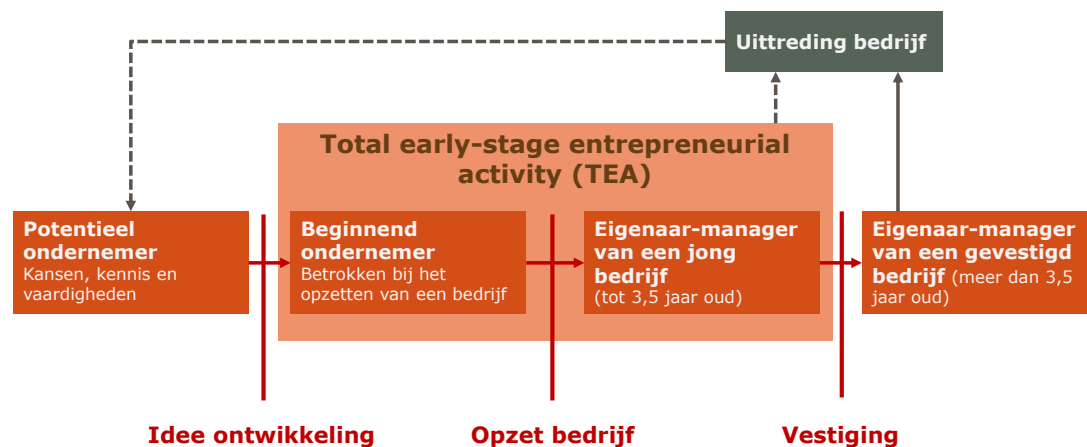 Uittreding bedrijf
Total early-stage entrepreneurial
activity (TEA)
Potentieel
ondernemer
Kansen, kennis en
vaardigheden
Beginnend
ondernemer
Betrokken bij het
opzetten van een bedrijf
Eigenaar-manager
van een jong
bedrijf
(tot 3,5 jaar oud)
Eigenaar-manager
van een gevestigd
bedrijf (meer dan 3,5
jaar oud)
Idee ontwikkeling
Opzet bedrijf
Vestiging